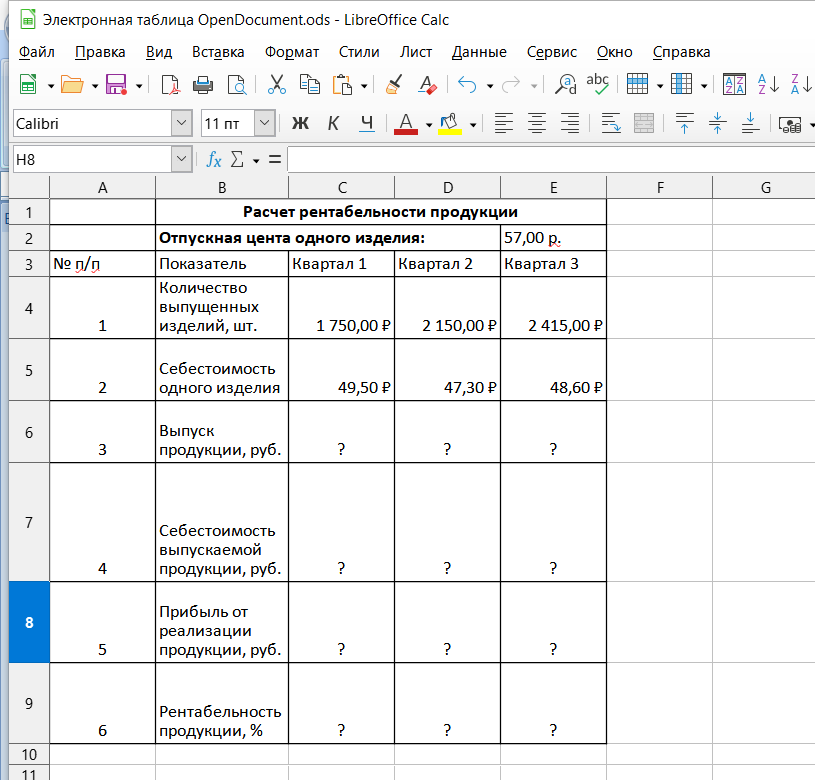 Электронная таблица OpenDocument.ods - LibreOffice Calc
Файл Правка Вид Вставка Формат Стили Лист Данные Сервис Окно Справка
abc A Z Z A A Z Z A
Calibri 11 пт Ж К Ч А
H8 fx Σ =
A B C D E F G
1 Расчет рентабельности продукции
2 Отпускная цента одного изделия: 57,00 р.
3 № п/п Показатель Квартал 1 Квартал 2 Квартал 3
Количество
4 выпущенных
1 изделий, шт. 1 750,00 ₽ 2 150,00 ₽ 2 415,00 ₽
5 Себестоимость
2 одного изделия 49,50 ₽ 47,30 ₽ 48,60 ₽
6 Выпуск
3 продукции, руб. ? ? ?
7 Себестоимость
выпускаемой
4 продукции, руб. ? ? ?
Прибыль от
8 реализации
5 продукции, руб. ? ? ?
9 Рентабельность
6 продукции, % ? ? ?
10
11